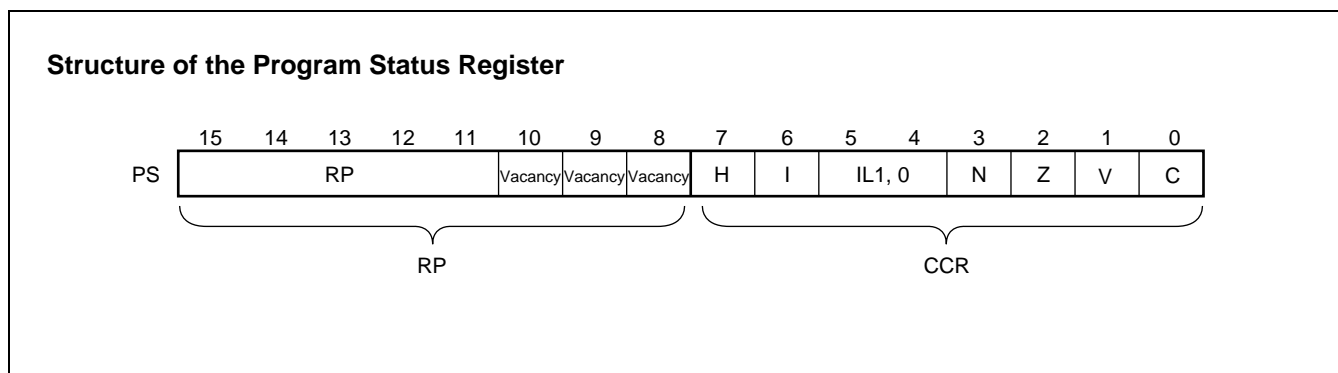 Structure of the Program Status Register
15 14 13 12 11 10 9 8 7 6 5 4 3 2 1 0
PS RP Vacancy Vacancy Vacancy H I IL1, 0 N Z V C
RP CCR